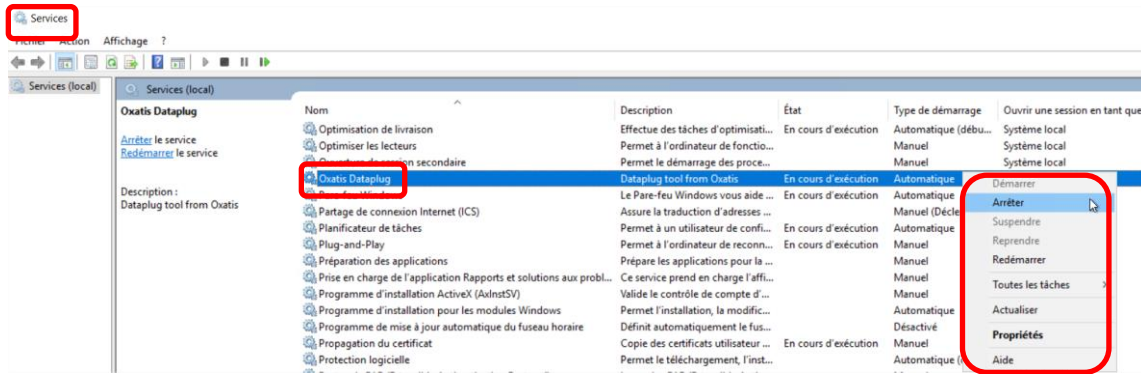 Services
Fichier Action Affichage ?
Services (local)
Services (local)
Oxatis Dataplug
Arrêter le service
Redémarrer le service
Description :
Dataplug tool from Oxatis
Nom Description État Type de démarrage Ouvrir une session en tant que
Optimisation de livraison Effectue des tâches d'optimisati... En cours d'exécution Automatique (débu... Système local
Optimiser les lecteurs Permet à l'ordinateur de fonctio... Manuel Système local
Ouverture de session secondaire Permet le démarrage des proce... Manuel Système local
Oxatis Dataplug Dataplug tool from Oxatis En cours d'exécution Automatique
Pare-feu Windows Le Pare-feu Windows vous aide ... En cours d'exécution Automatique
Partage de connexion Internet (ICS) Assure la traduction d'adresses ... Manuel (Décle
Planificateur de tâches Permet à un utilisateur de confi... En cours d'exécution Automatique
Plug-and-Play Permet à l'ordinateur de reconn... En cours d'exécution Manuel
Préparation des applications Prépare les applications pour la ... Manuel
Prise en charge de l'application Rapports et solutions aux probl... Ce service prend en charge l'affi... Manuel
Programme d'installation ActiveX (AxInstSV) Valide le contrôle de compte d'... Manuel
Programme d'installation pour les modules Windows Permet l'installation, la modific... Automatique
Programme de mise à jour automatique du fuseau horaire Définit automatiquement le fus... Désactivé
Propagation du certificat Copie des certificats utilisateur ... En cours d'exécution Manuel
Protection logicielle Permet le téléchargement, l'inst... Automatique (
Démarrer
Arrêter
Suspendre
Reprendre
Redémarrer
Toutes les tâches
Actualiser
Propriétés
Aide